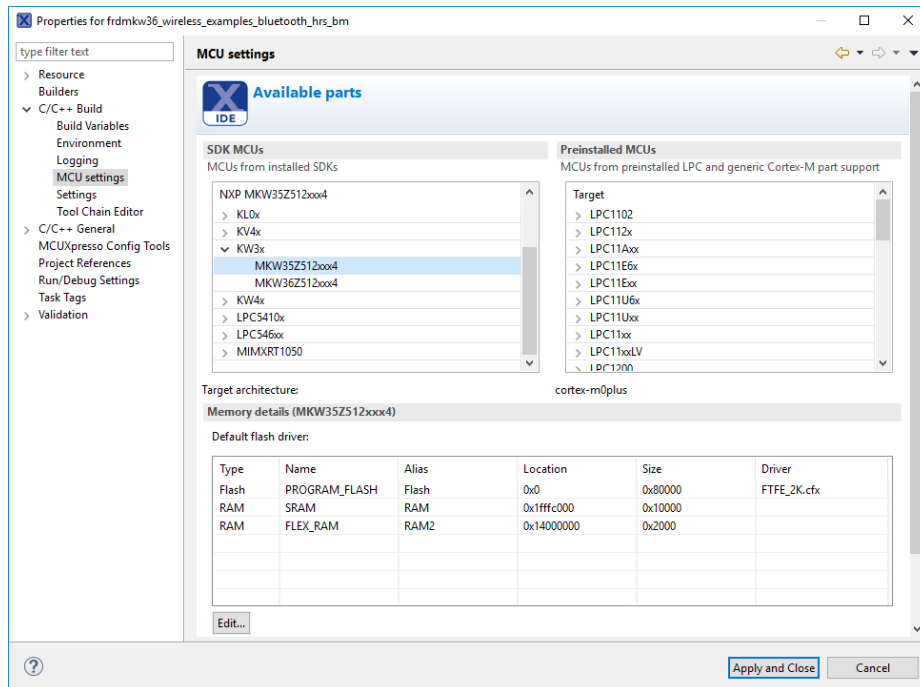 Properties for frdmkw36_wireless_examples_bluetooth_hrs_bm
type filter text
Resource
Builders
C/C++ Build
Build Variables
Environment
Logging
MCU settings
Settings
Tool Chain Editor
C/C++ General
MCUXpresso Config Tools
Project References
Run/Debug Settings
Task Tags
Validation
MCU settings
IDE
Available parts
SDK MCUs
MCUs from installed SDKs
NXP MKW35Z512xxx4
KL0x
KV4x
KW3x
MKW35Z512xxx4
MKW36Z512xxx4
KW4x
LPC5410x
LPC546xx
MIMXRT1050
Preinstalled MCUs
MCUs from preinstalled LPC and generic Cortex-M part support
Target
LPC1102
LPC112x
LPC11Axx
LPC11E6x
LPC11Exx
LPC11U6x
LPC11Uxx
LPC11xx
LPC11xxLV
LPC1200
Target architecture: cortex-m0plus
Memory details (MKW35Z512xxx4)
Default flash driver:
Type Name Alias Location Size Driver
Flash PROGRAM_FLASH Flash 0x0 0x80000 FTFE_2K.cfx
RAM SRAM RAM 0x1fffc000 0x10000
RAM FLEX_RAM RAM2 0x14000000 0x2000
Edit...
Apply and Close
Cancel